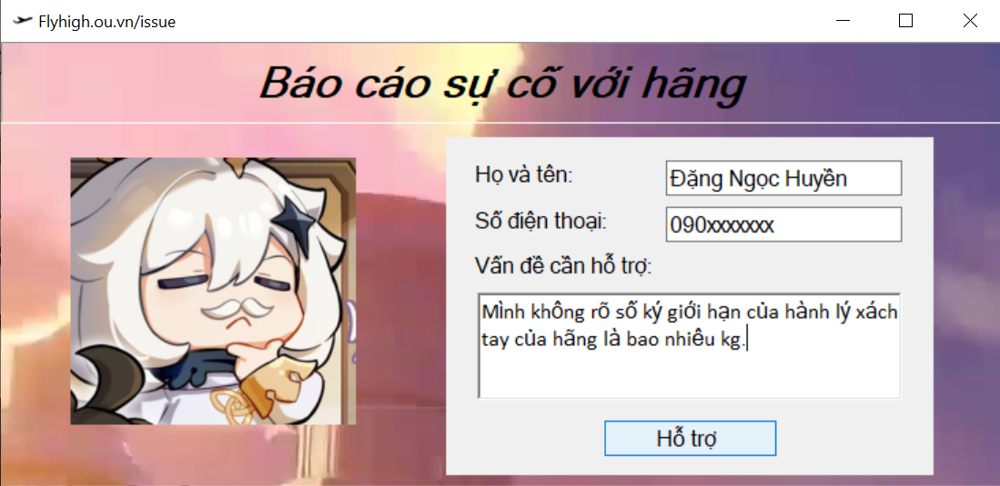 Flyhigh.ou.vn/issue
Báo cáo sự cố với hãng
Họ và tên:
Đặng Ngọc Huyền
Số điện thoại:
090xxxxxxx
Vấn đề cần hỗ trợ:
Mình không rõ số ký giới hạn của hành lý xách
tay của hãng là bao nhiêu kg.
Hỗ trợ